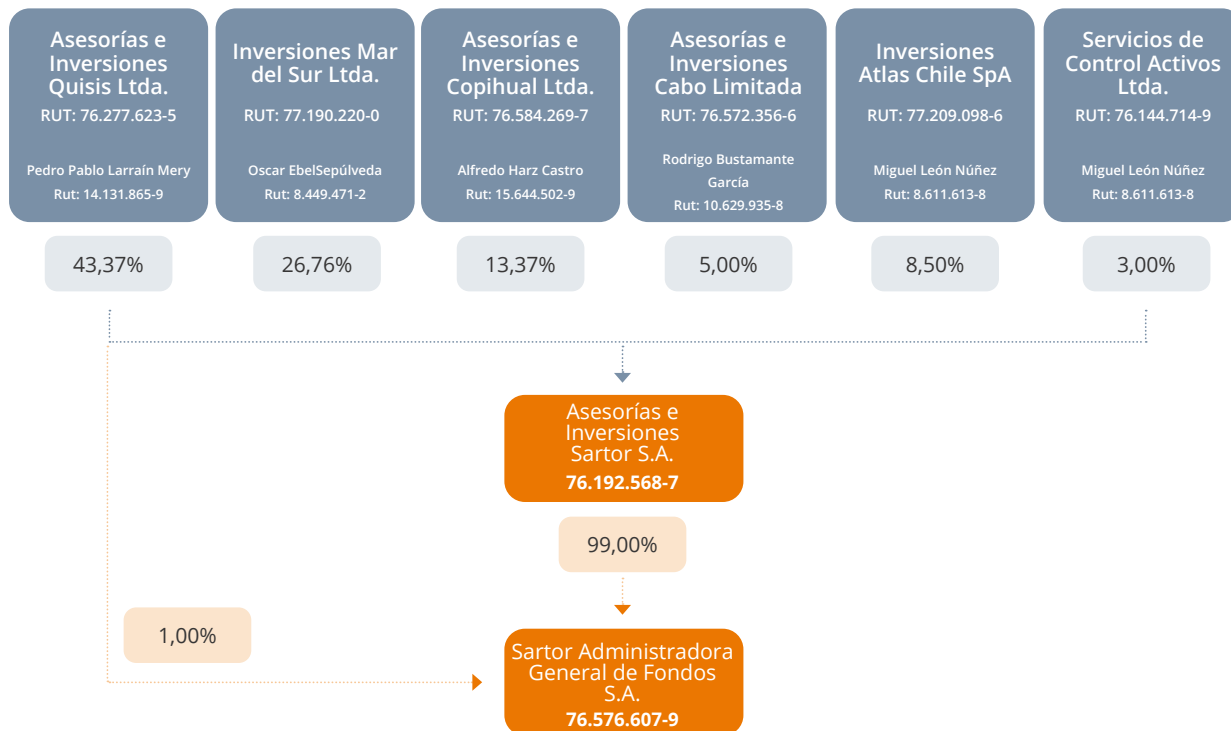 Asesorías e
Inversiones
Quisis Ltda.
RUT: 76.277.623-5
Pedro Pablo Larraín Mery
Rut: 14.131.865-9
Inversiones Mar
del Sur Ltda.
RUT: 77.190.220-0
Oscar EbelSepúlveda
Rut: 8.449.471-2
Asesorías e
Inversiones
Copihual Ltda.
RUT: 76.584.269-7
Alfredo Harz Castro
Rut: 15.644.502-9
Asesorías e
Inversiones
Cabo Limitada
RUT: 76.572.356-6
Rodrigo Bustamante
García
Rut: 10.629.935-8
Inversiones
Atlas Chile SpA
RUT: 77.209.098-6
Miguel León Núñez
Rut: 8.611.613-8
Servicios de
Control Activos
Ltda.
RUT: 76.144.714-9
Miguel León Núñez
Rut: 8.611.613-8
43,37%
26,76%
13,37%
5,00%
8,50%
3,00%
Asesorías e
Inversiones
Sartor S.A.
76.192.568-7
99,00%
1,00%
Sartor Administradora
General de Fondos
S.A.
76.576.607-9